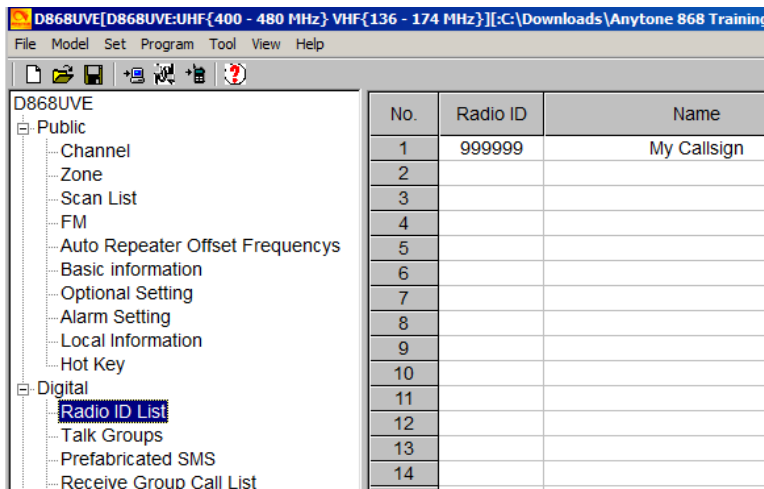 D868UVE[D868UVE:UHF{400 - 480 MHz} VHF{136 - 174 MHz}][:C:\Downloads\Anytone 868 Training
File Model Set Program Tool View Help
D868UVE
Public
Channel
Zone
Scan List
FM
Auto Repeater Offset Frequencys
Basic information
Optional Setting
Alarm Setting
Local Information
Hot Key
Digital
Radio ID List
Talk Groups
Prefabricated SMS
Receive Group Call List
No. Radio ID Name
1 999999 My Callsign
2
3
4
5
6
7
8
9
10
11
12
13
14